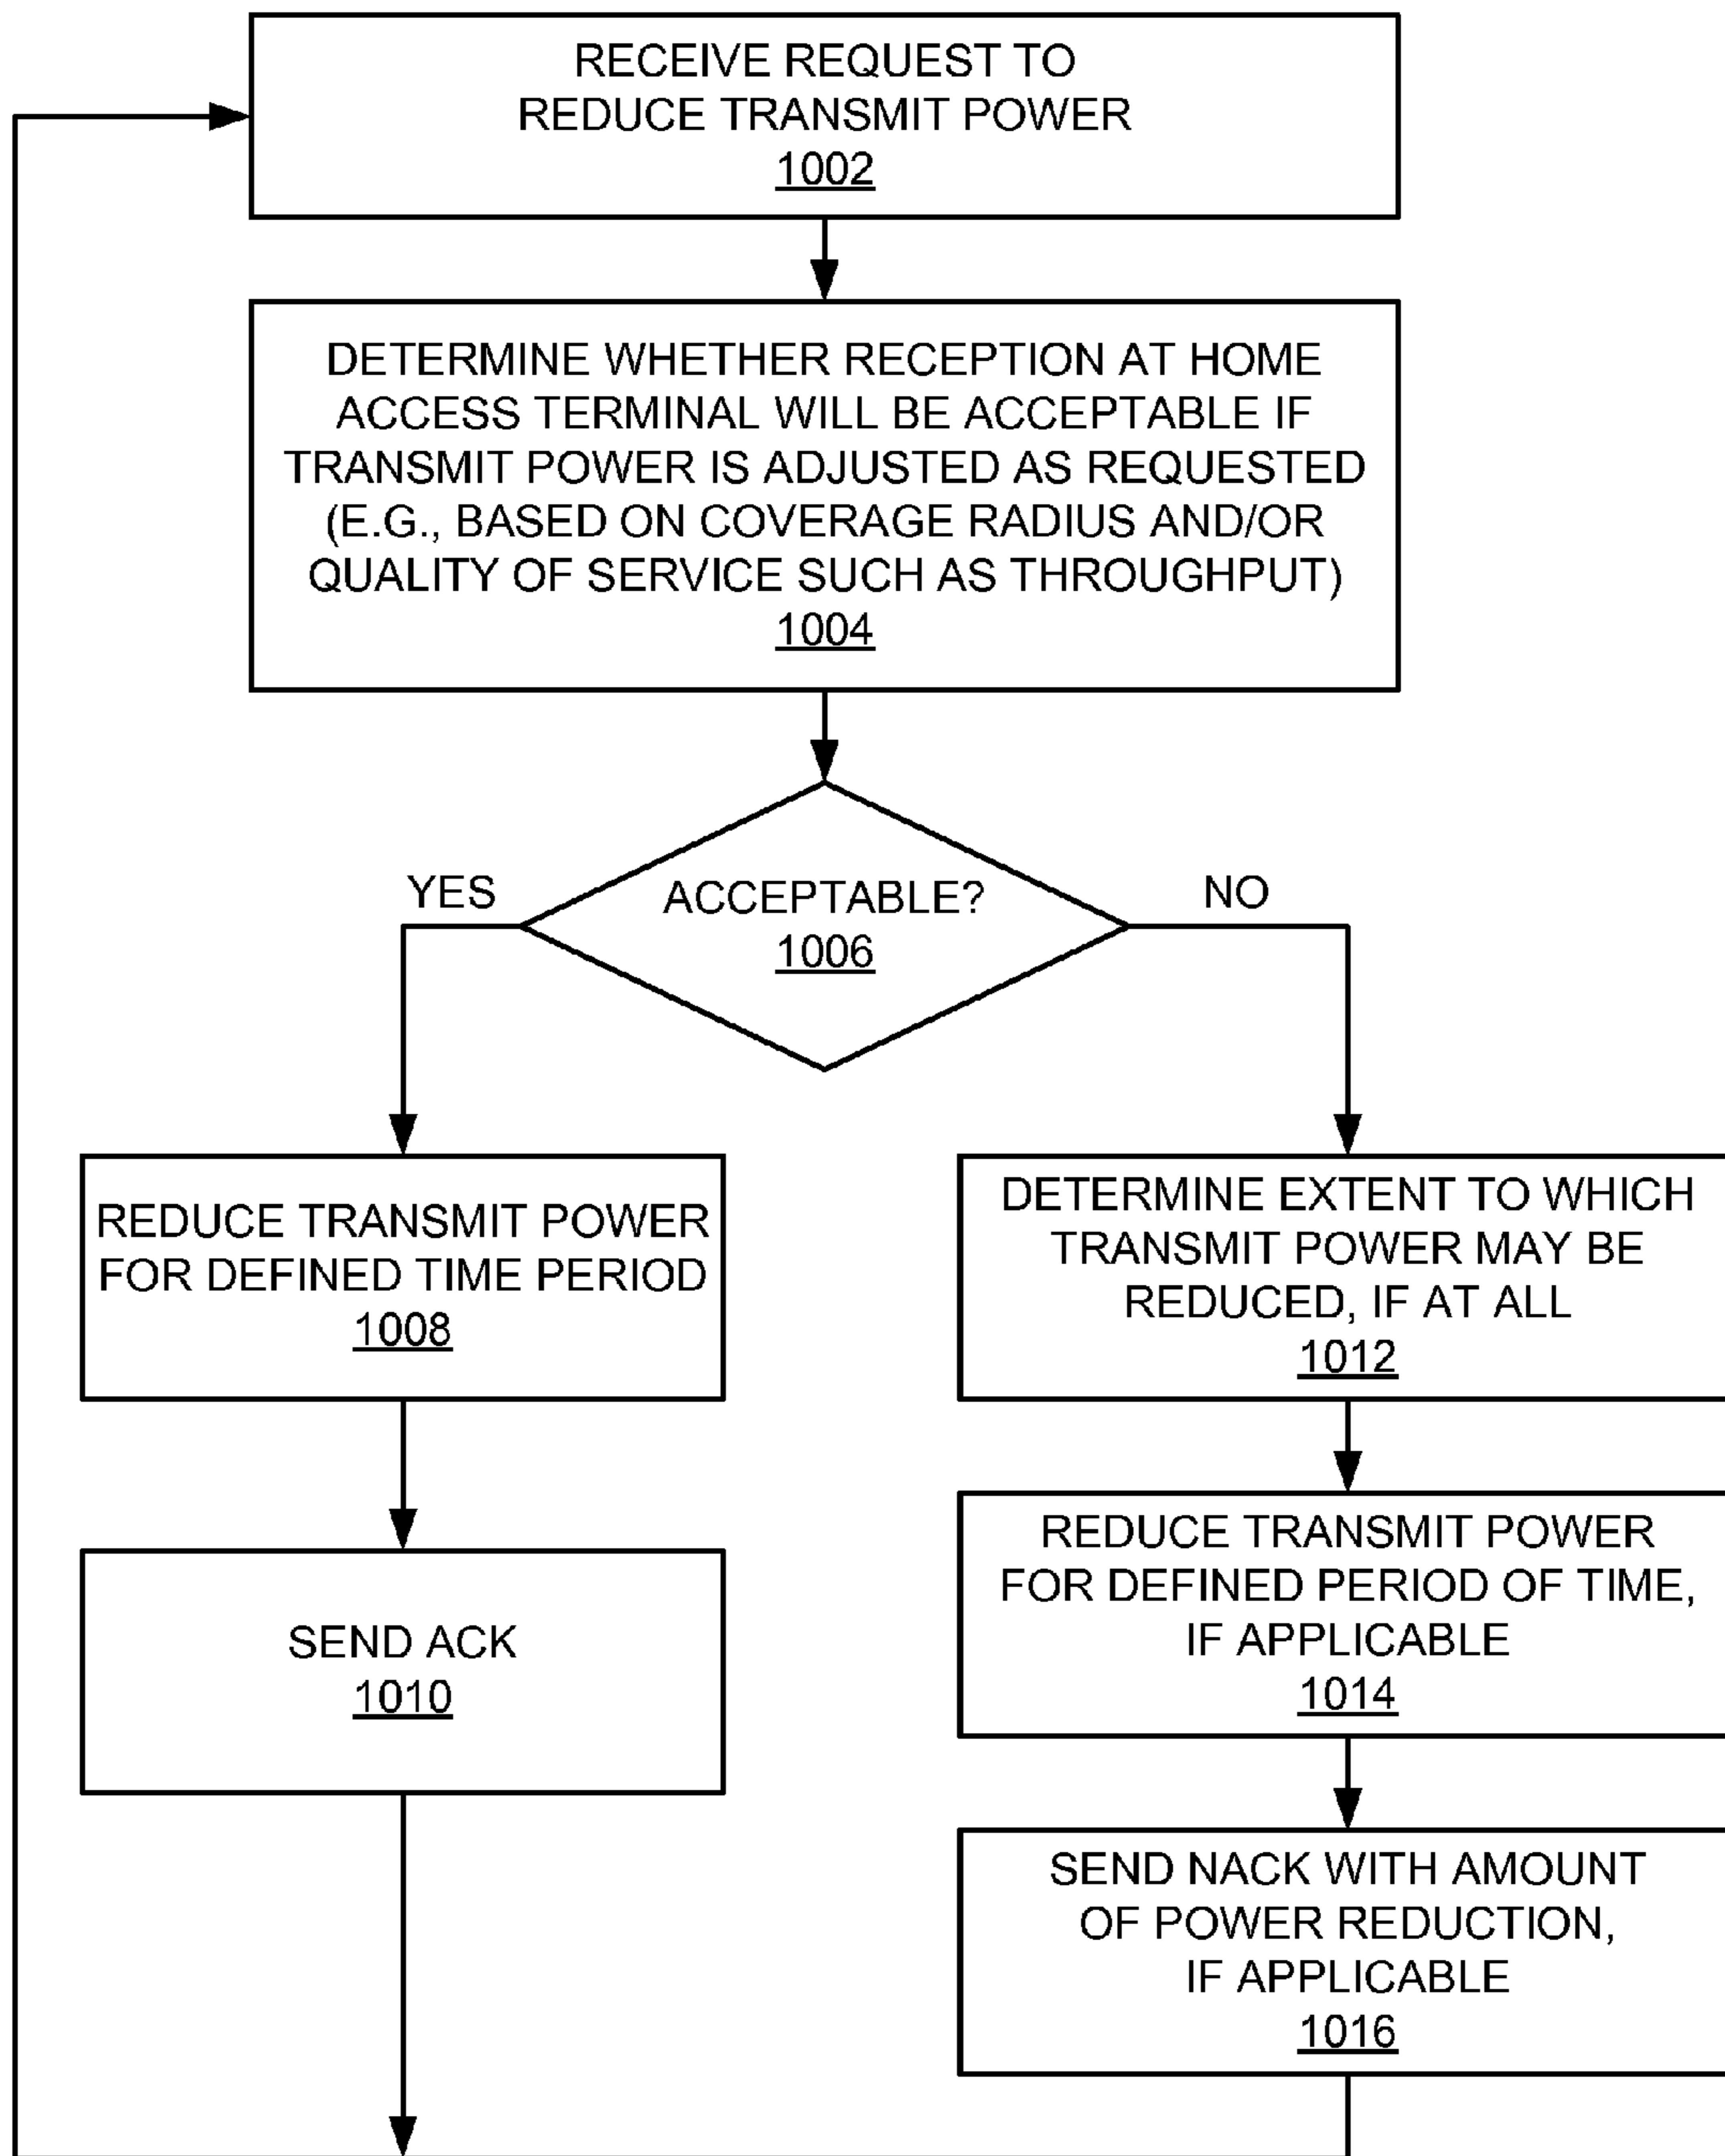 RECEIVE REQUEST TO
REDUCE TRANSMIT POWER
1002
DETERMINE WHETHER RECEPTION AT HOME
ACCESS TERMINAL WILL BE ACCEPTABLE IF
TRANSMIT POWER IS ADJUSTED AS REQUESTED
(E.G., BASED ON COVERAGE RADIUS AND/OR
QUALITY OF SERVICE SUCH AS THROUGHPUT)
1004
YES
ACCEPTABLE?
1006
NO
REDUCE TRANSMIT POWER
FOR DEFINED TIME PERIOD
1008
SEND ACK
1010
DETERMINE EXTENT TO WHICH
TRANSMIT POWER MAY BE
REDUCED, IF AT ALL
1012
REDUCE TRANSMIT POWER
FOR DEFINED PERIOD OF TIME,
IF APPLICABLE
1014
SEND NACK WITH AMOUNT
OF POWER REDUCTION,
IF APPLICABLE
1016